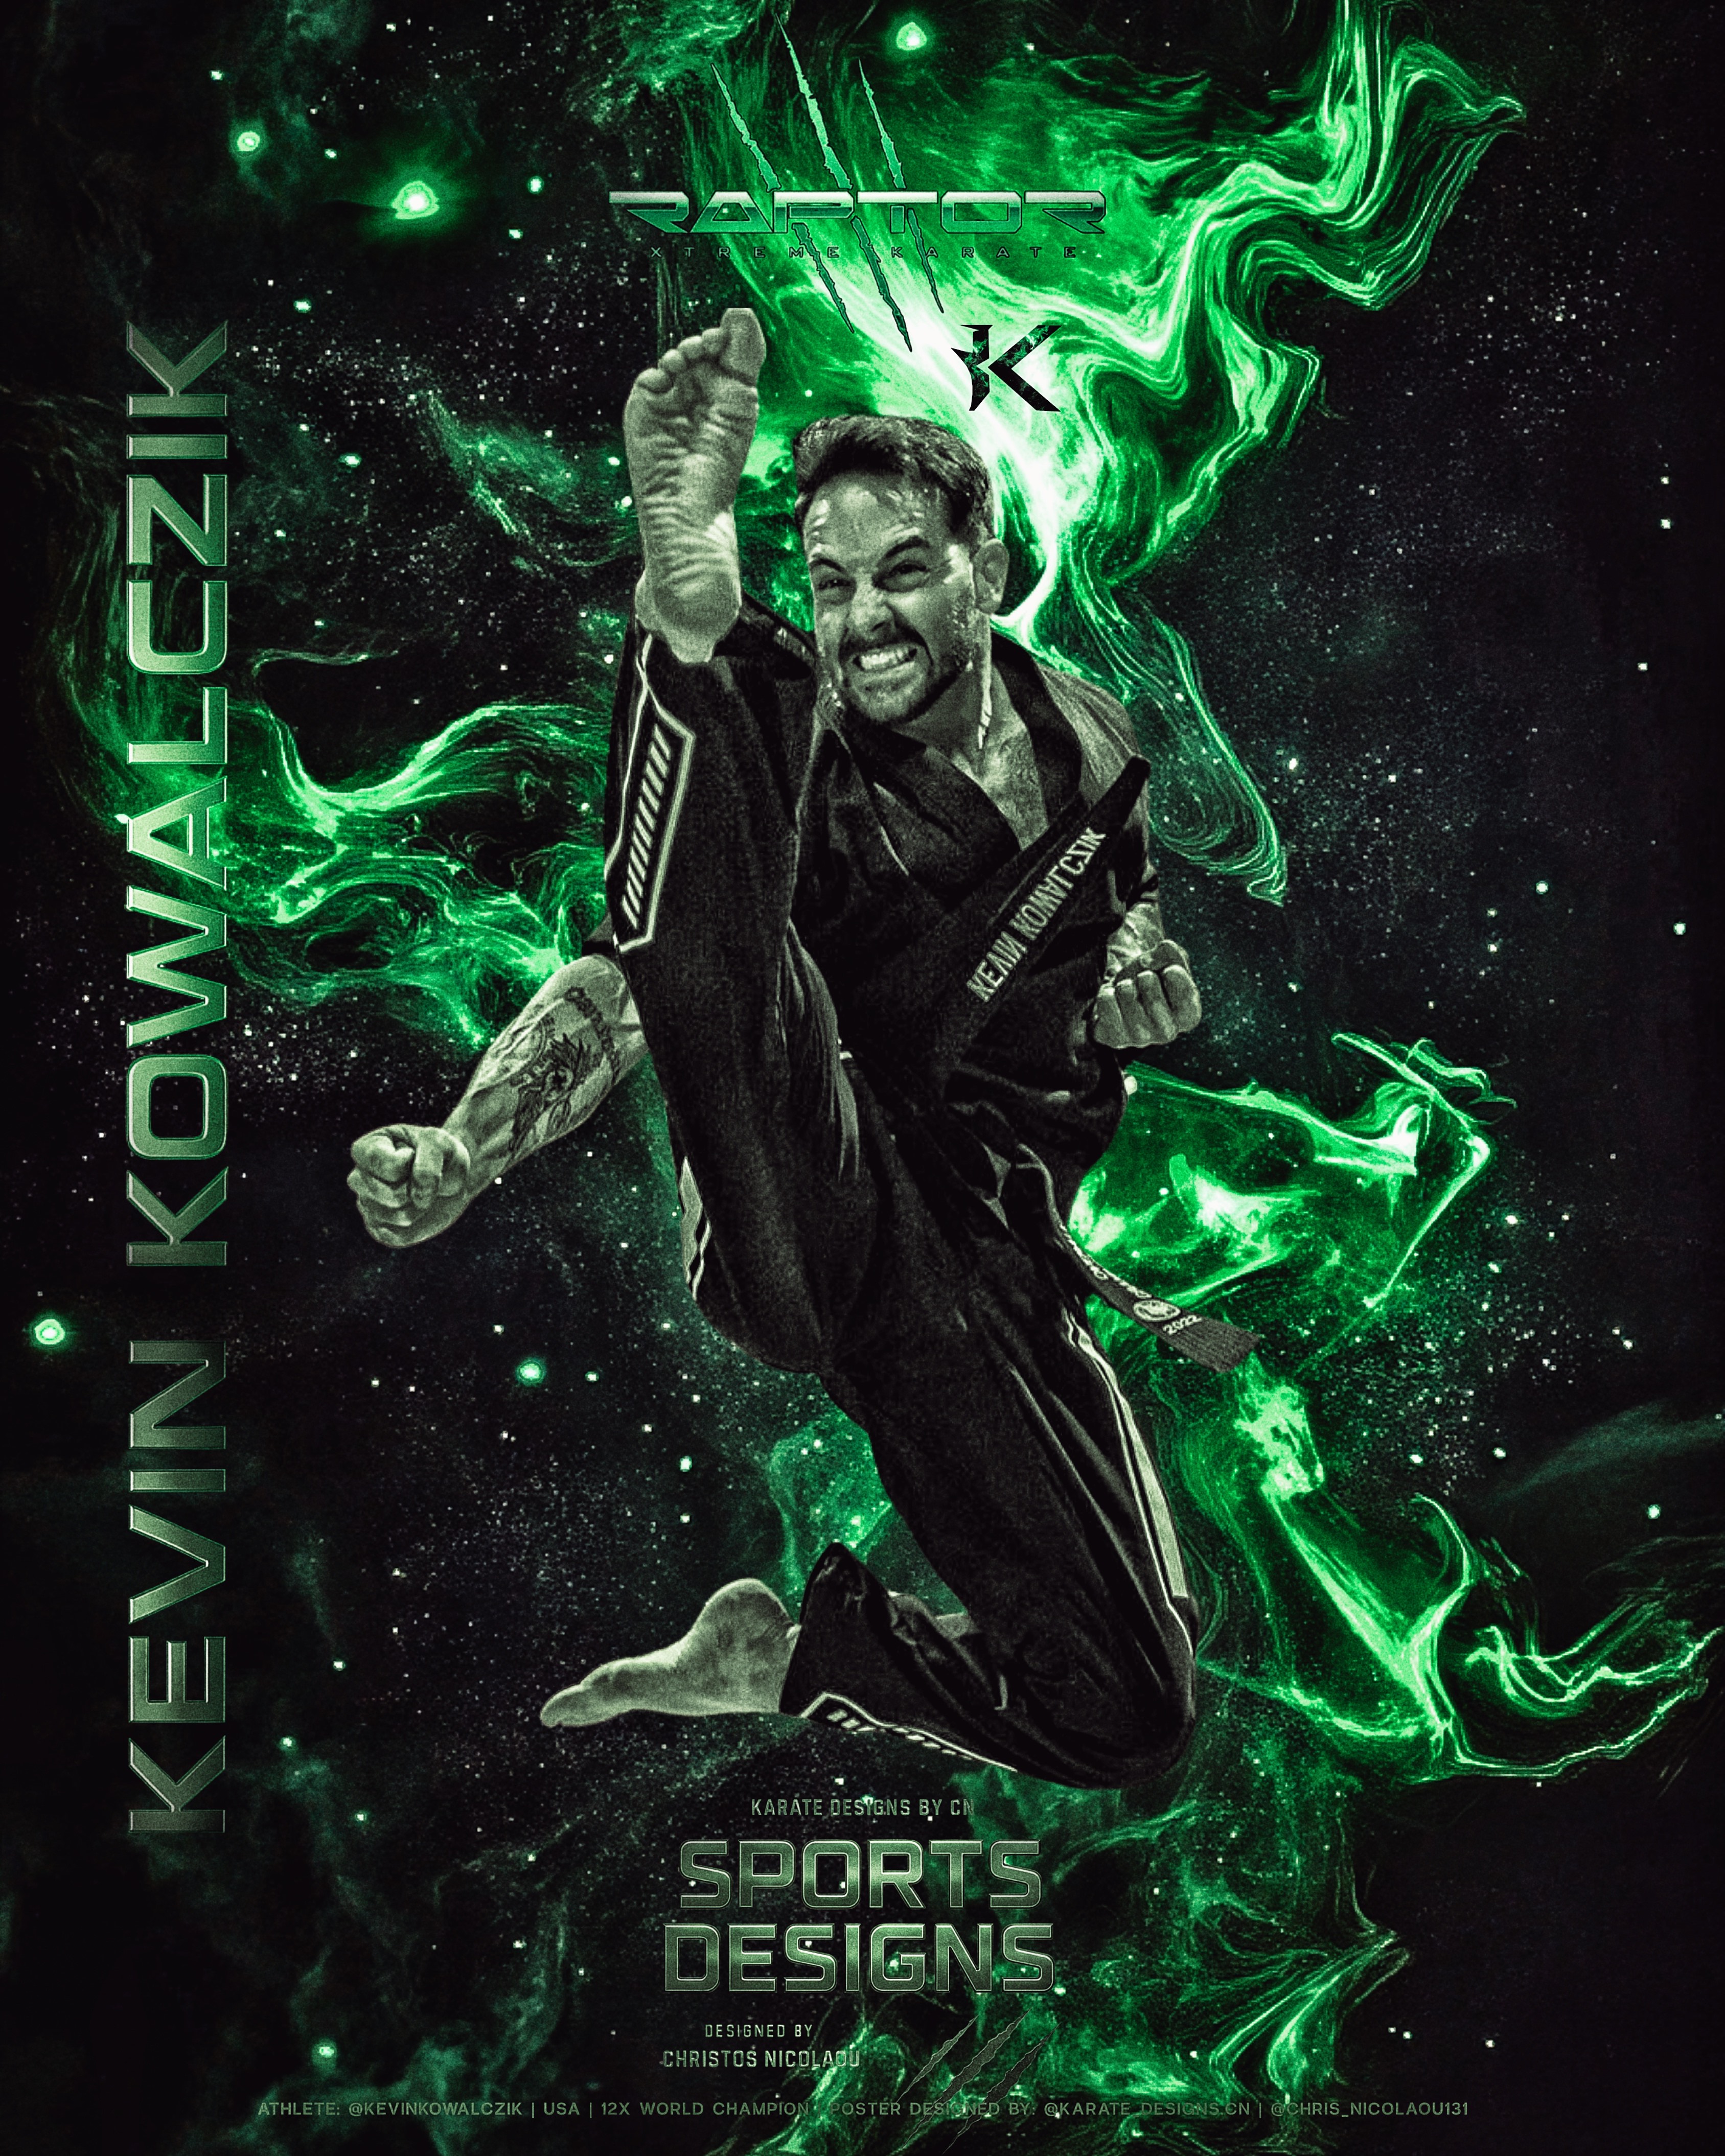 RAPTOR
XTREME KARATE
K
KEVIN KOWALCZIK
KEVIN KOWALCZIK
2022
KARATE DESIGNS BY CN
SPORTS
DESIGNS
DESIGNED BY
CHRISTOS NICOLAOU
ATHLETE: @KEVINKOWALCZIK | USA | 12X WORLD CHAMPION | POSTER DESIGNED BY: @KARATE_DESIGNS.CN | @CHRIS_NICOLAOU131